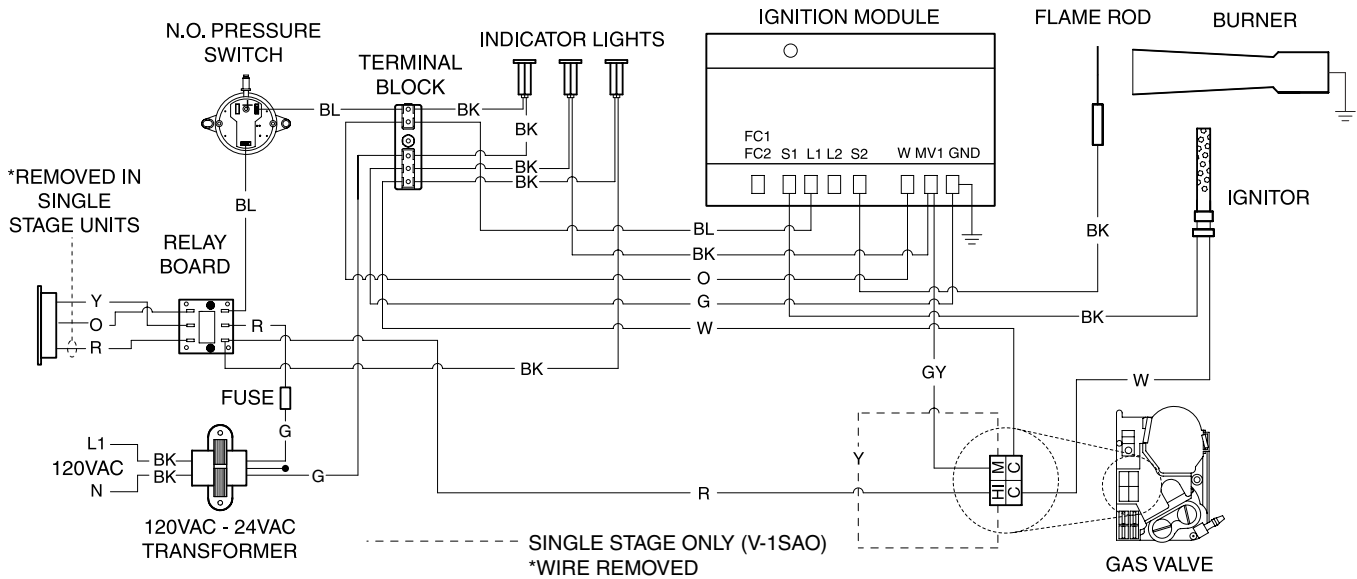 N.O. PRESSURE
SWITCH
TERMINAL
BLOCK
INDICATOR LIGHTS
IGNITION MODULE
FLAME ROD
BURNER
BL
BK
BK
BK
BK
FC1
FC2 S1 L1 L2 S2 W MV1 GND
*REMOVED IN
SINGLE
STAGE UNITS
BL
RELAY
BOARD
IGNITOR
BK
BL
BK
O
G
W
BK
Y
O
R
R
BK
GY
W
FUSE
G
L1
120VAC
N
BK
BK
G
R
Y
HI M
C C
120VAC - 24VAC
TRANSFORMER
SINGLE STAGE ONLY (V-1SAO)
*WIRE REMOVED
GAS VALVE